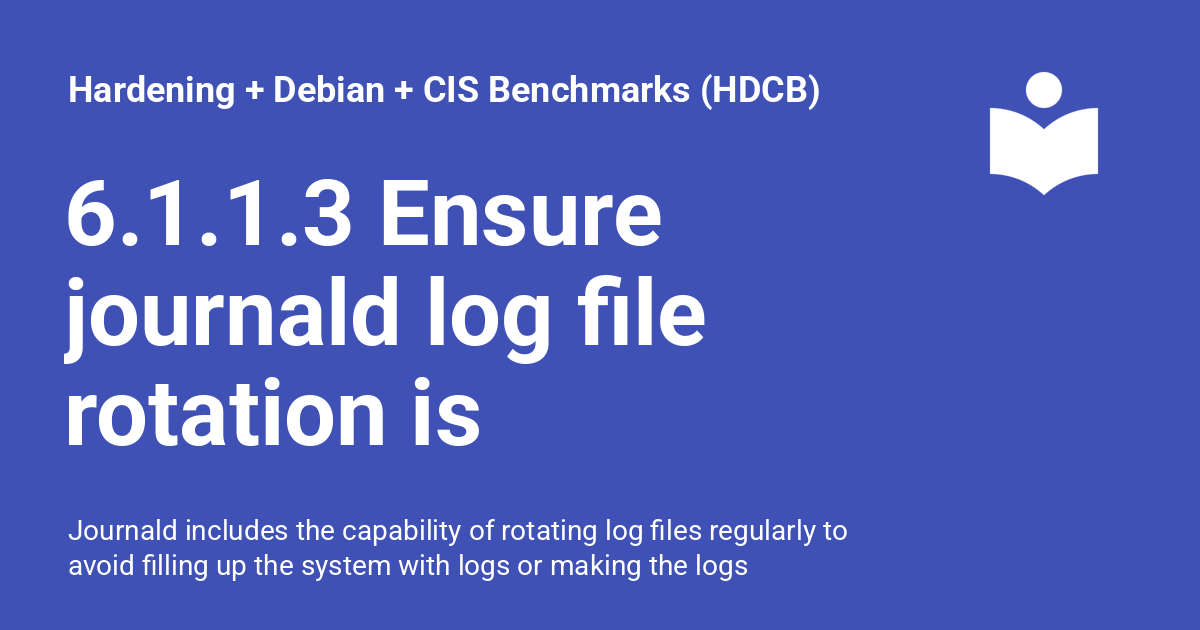 Hardening + Debian + CIS Benchmarks (HDCB)
6.1.1.3 Ensure
journald log file
rotation is
Journald includes the capability of rotating log files regularly to
avoid filling up the system with logs or making the logs